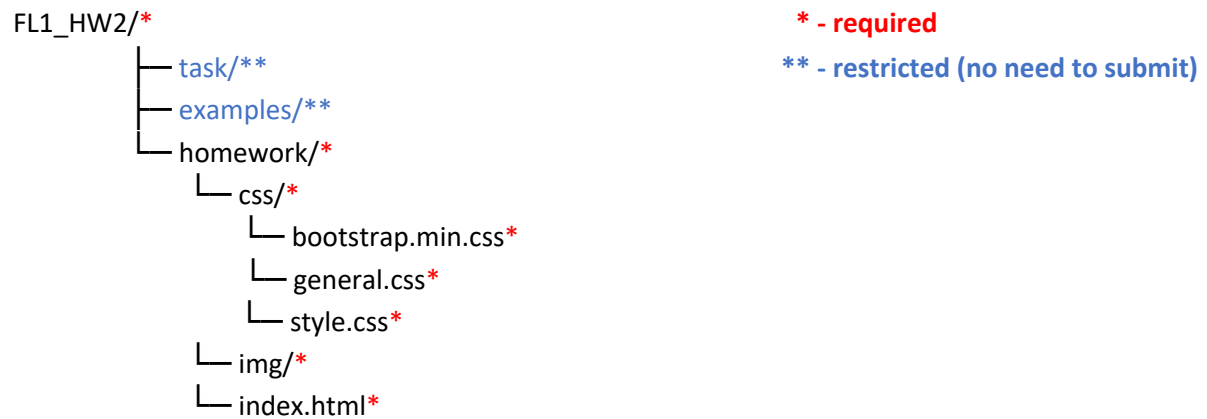 FL1_HW2/* * - required
├── task/** ** - restricted (no need to submit)
├── examples/**
└── homework/*
└── css/*
└── bootstrap.min.css*
└── general.css*
└── style.css*
└── img/*
└── index.html*